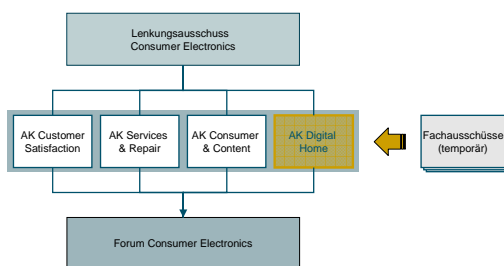 Lenkungsausschuss
Consumer Electronics
AK Customer
Satisfaction
AK Services
& Repair
AK Consumer
& Content
AK Digital
Home
Fachausschüsse
(temporär)
Forum Consumer Electronics